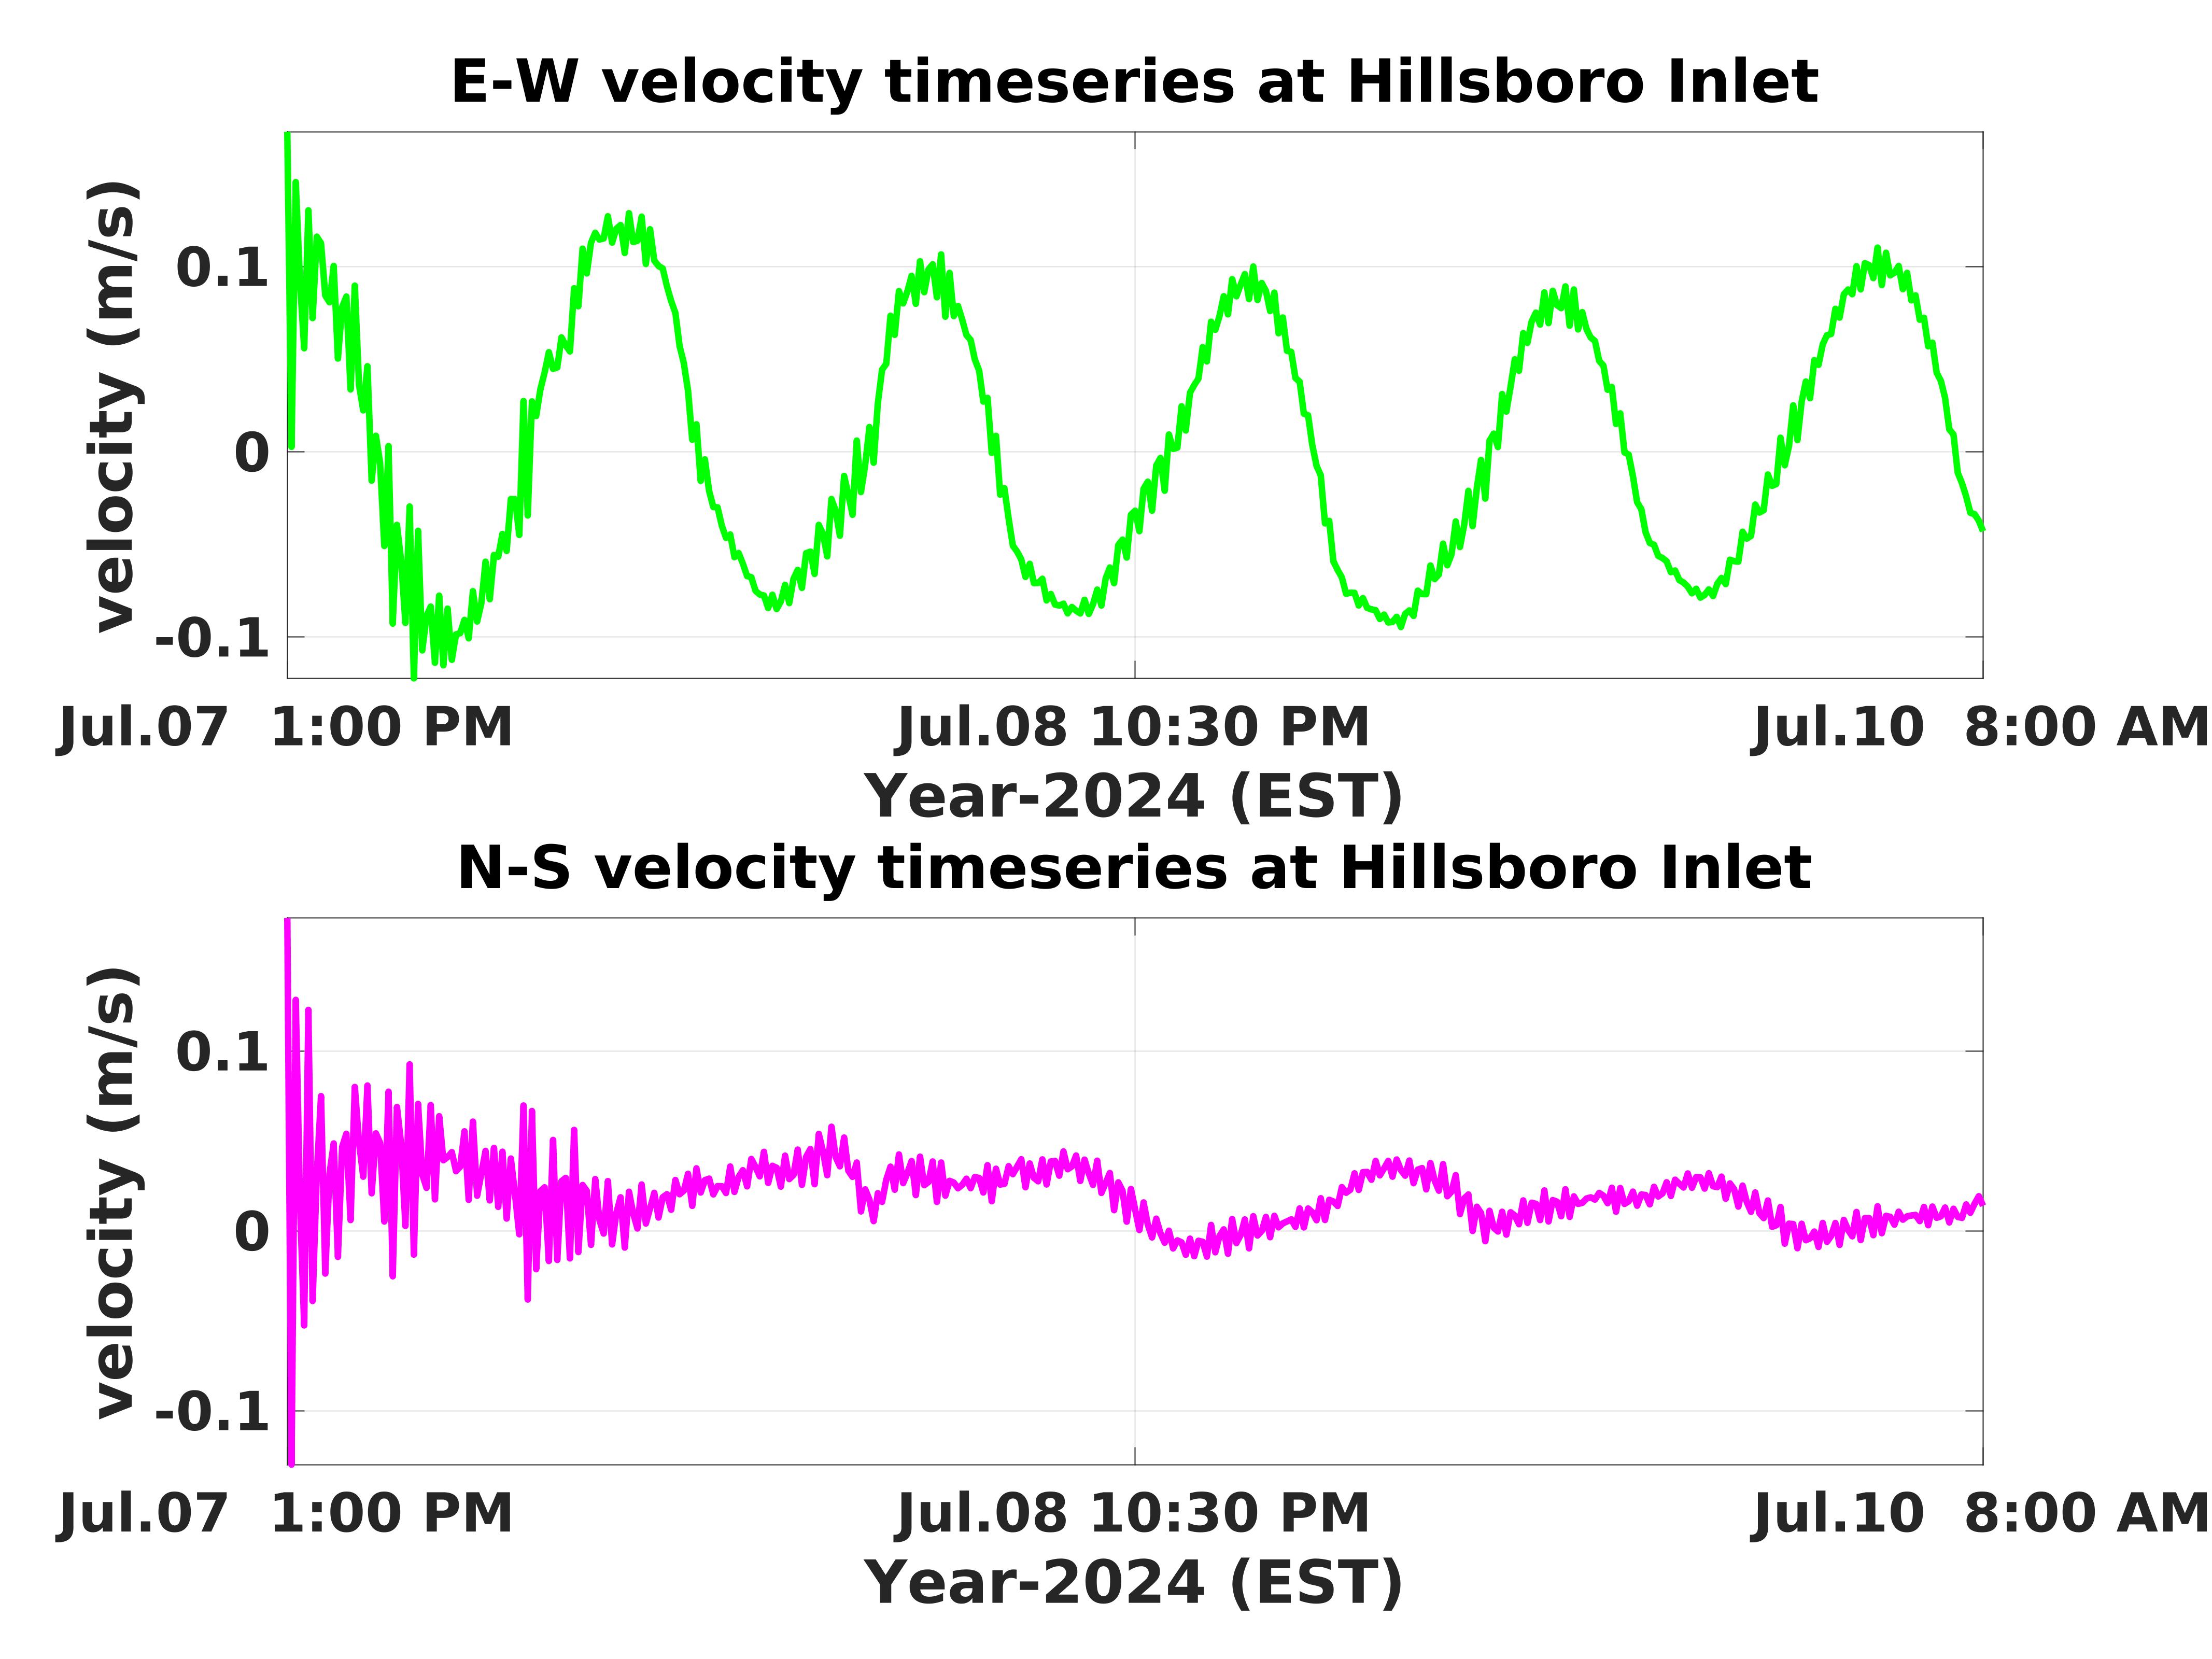 E-W velocity timeseries at Hillsboro Inlet
velocity (m/s)
0.1
0
-0.1
Jul.07  1:00 PM
Jul.08 10:30 PM
Jul.10  8:00 AM
Year-2024 (EST)
N-S velocity timeseries at Hillsboro Inlet
velocity (m/s)
0.1
0
-0.1
Jul.07  1:00 PM
Jul.08 10:30 PM
Jul.10  8:00 AM
Year-2024 (EST)